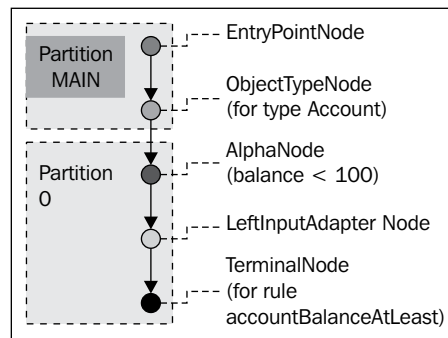 EntryPointNode
Partition
MAIN
ObjectTypeNode
(for type Account)
Partition
0
AlphaNode
(balance < 100)
LeftInputAdapter Node
TerminalNode
(for rule
accountBalanceAtLeast)